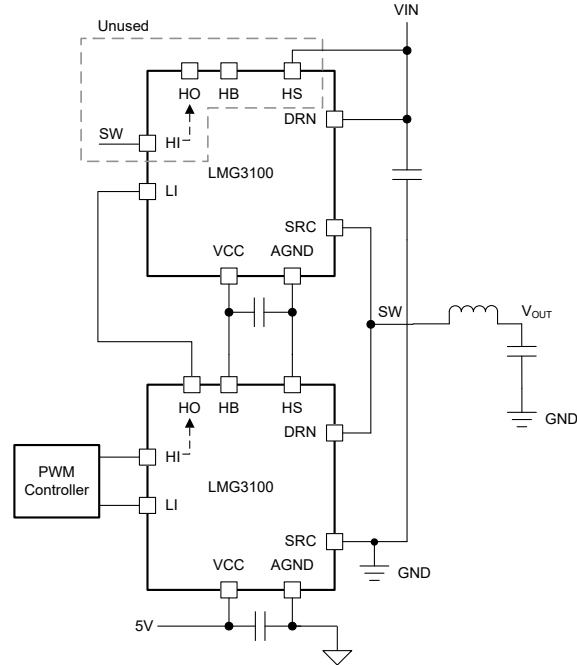 Unused
VIN
HO
HB
HS
DRN
SW
HI
LMG3100
LI
SRC
VCC
AGND
SW
VOUT
GND
HO
HB
HS
DRN
HI
PWM
Controller
LMG3100
LI
SRC
VCC
AGND
GND
5V